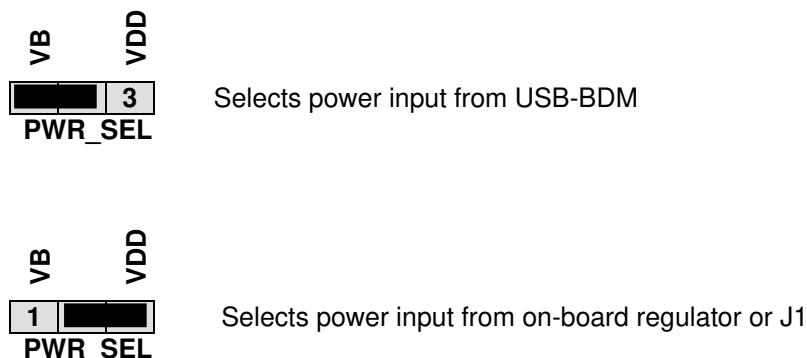 VB VDD
3
Selects power input from USB-BDM
PWR_SEL
VB VDD
1
Selects power input from on-board regulator or J1
PWR_SEL